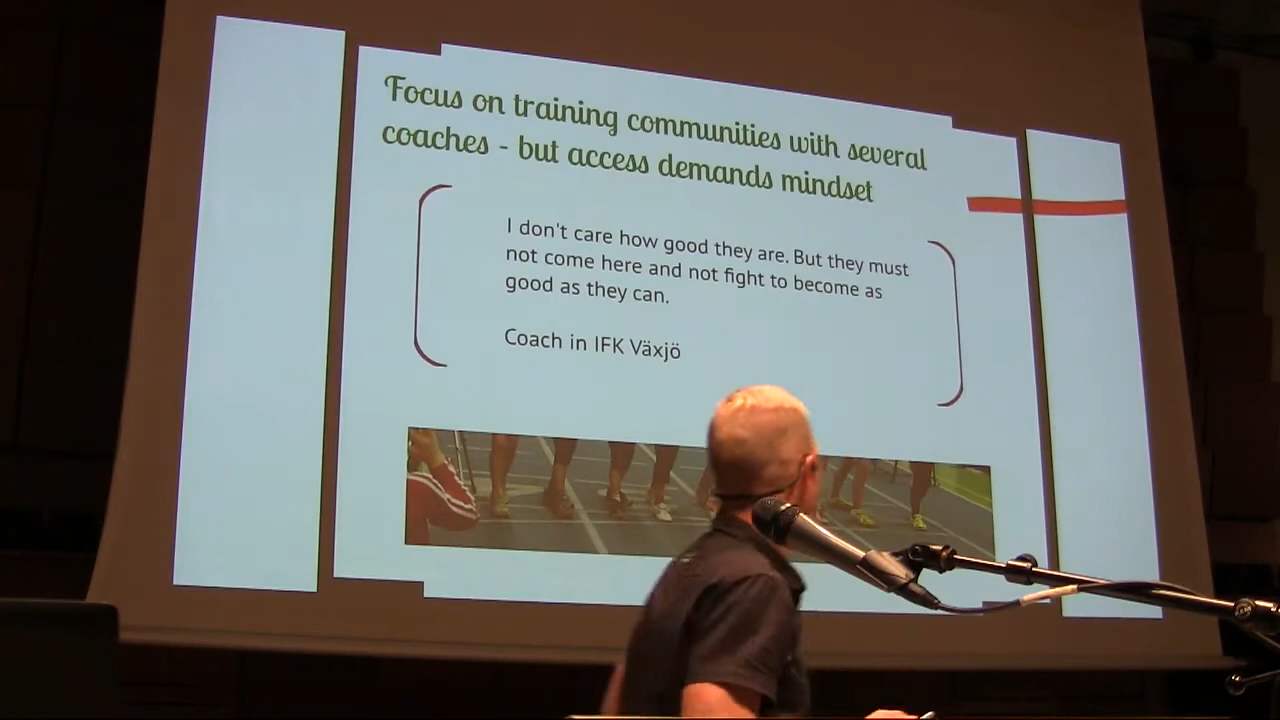 Focus on training communities with several
coaches - but access demands mindset
I don't care how good they are. But they must
not come here and not fight to become as
good as they can.
Coach in IFK Växjö